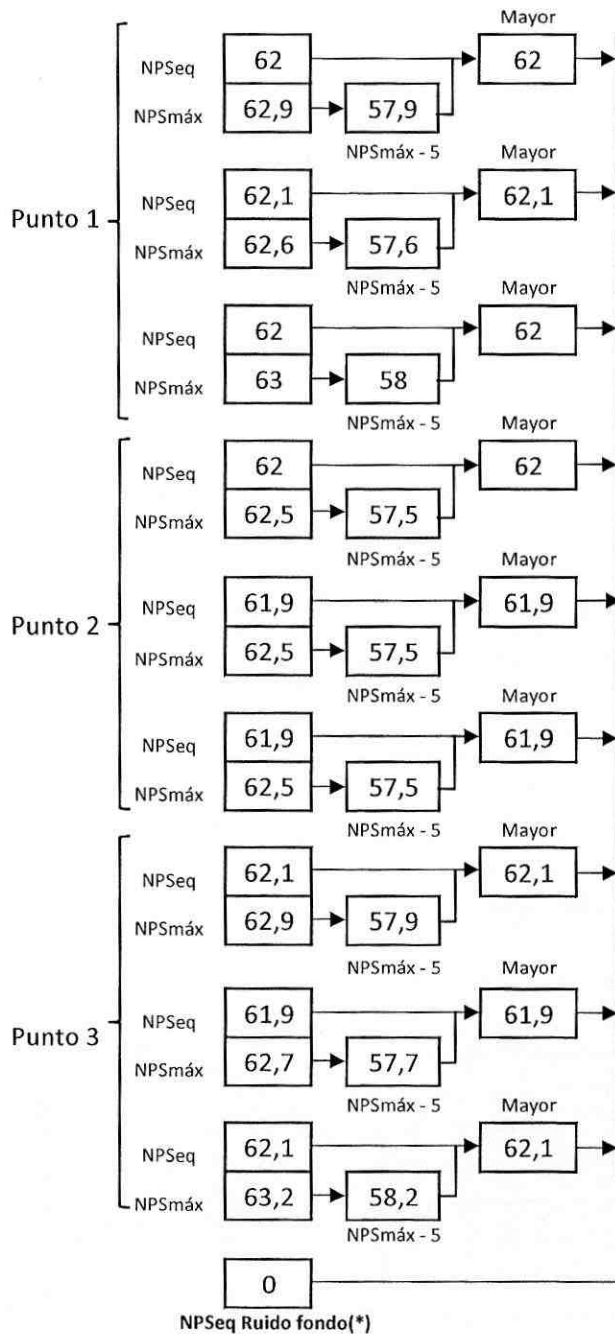 Mayor
NPSeq 62 62
NPSmáx 62,9 57,9
NPSmáx - 5
Mayor
NPSeq 62,1 62,1
Punto 1
NPSmáx 62,6 57,6
NPSmáx - 5
Mayor
NPSeq 62 62
NPSmáx 63 58
NPSmáx - 5
Mayor
NPSeq 62 62
NPSmáx 62,5 57,5
NPSmáx - 5
Mayor
NPSeq 61,9 61,9
Punto 2
NPSmáx 62,5 57,5
NPSmáx - 5
Mayor
NPSeq 61,9 61,9
NPSmáx 62,5 57,5
NPSmáx - 5
Mayor
NPSeq 62,1 62,1
NPSmáx 62,9 57,9
NPSmáx - 5
Mayor
NPSeq 61,9 61,9
Punto 3
NPSmáx 62,7 57,7
NPSmáx - 5
Mayor
NPSeq 62,1 62,1
NPSmáx 63,2 58,2
NPSmáx - 5
0
NPSeq Ruido fondo(*)